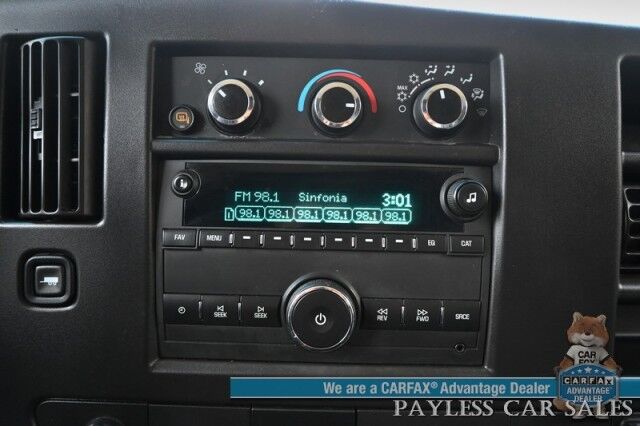 MAX
FM 98.1 Sinfonia 3:01
1 98.1 98.1 98.1 98.1 98.1 98.1
FAV MENU EQ CAT
SEEK SEEK REV FWD SRCE
CAR
FOX
CARFAX
ADVANTAGE
DEALER
We are a CARFAX® Advantage Dealer
PAYLESS CAR SALES